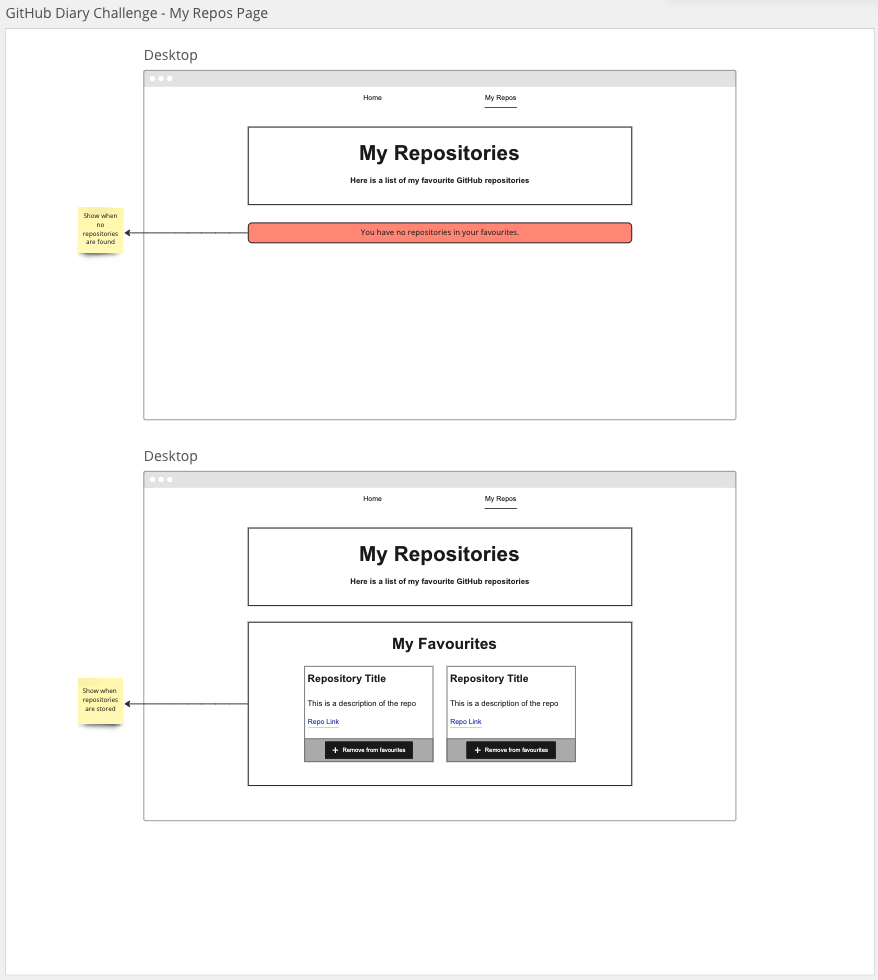 GitHub Diary Challenge - My Repos Page
Desktop
Home My Repos
My Repositories
Here is a list of my favourite GitHub repositories
Show when
no
repositories
are found
You have no repositories in your favourites.
Desktop
Home My Repos
My Repositories
Here is a list of my favourite GitHub repositories
My Favourites
Show when
repositories
are stored
Repository Title
This is a description of the repo
Repo Link
+ Remove from favourites
Repository Title
This is a description of the repo
Repo Link
+ Remove from favourites